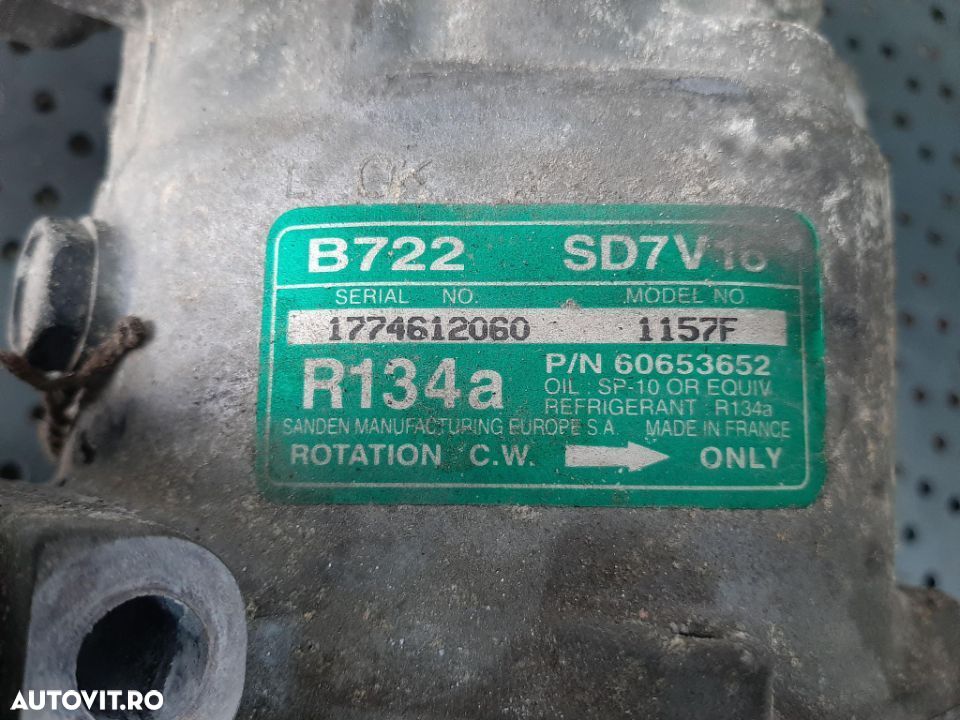 L OK
B722 SD7V16
SERIAL NO. MODEL NO.
1774612060 1157F
R134a P/N 60653652
OIL : SP-10 OR EQUIV
REFRIGERANT : R134a
SANDEN MANUFACTURING EUROPE S.A. MADE IN FRANCE
ROTATION C.W. ONLY
AUTOVIT.RO